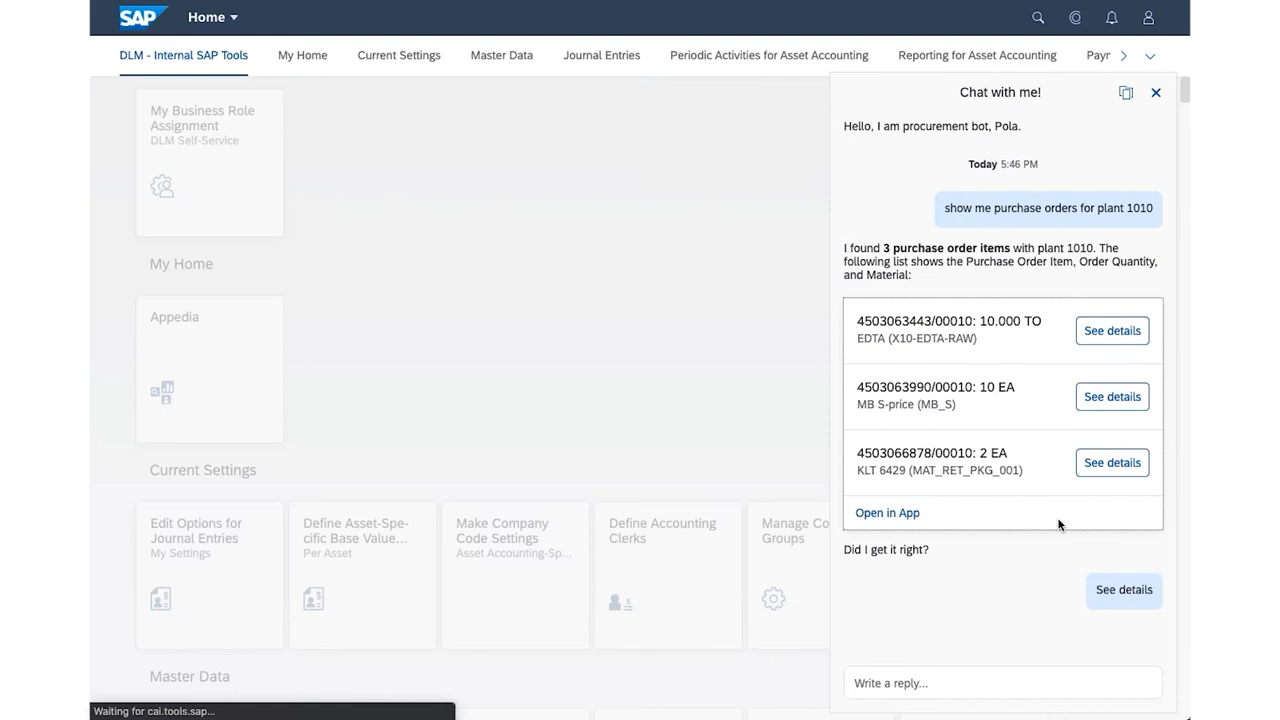 SAP Home
DLM - Internal SAP Tools My Home Current Settings Master Data Journal Entries Periodic Activities for Asset Accounting Reporting for Asset Accounting Payr
My Business Role
Assignment
DLM Self-Service
My Home
Appedia
Current Settings
Edit Options for
Journal Entries
My Settings
Define Asset-Spe-
cific Base Value...
Per Asset
Make Company
Code Settings
Asset Accounting-Sp...
Define Accounting
Clerks
Manage Co
Groups
Master Data
Waiting for cai.tools.sap...
Chat with me!
Hello, I am procurement bot, Pola.
Today 5:46 PM
show me purchase orders for plant 1010
I found 3 purchase order items with plant 1010. The
following list shows the Purchase Order Item, Order Quantity,
and Material:
4503063443/00010: 10.000 TO
EDTA (X10-EDTA-RAW)
See details
4503063990/00010: 10 EA
MB S-price (MB_S)
See details
4503066878/00010: 2 EA
KLT 6429 (MAT_RET_PKG_001)
See details
Open in App
Did I get it right?
See details
Write a reply...